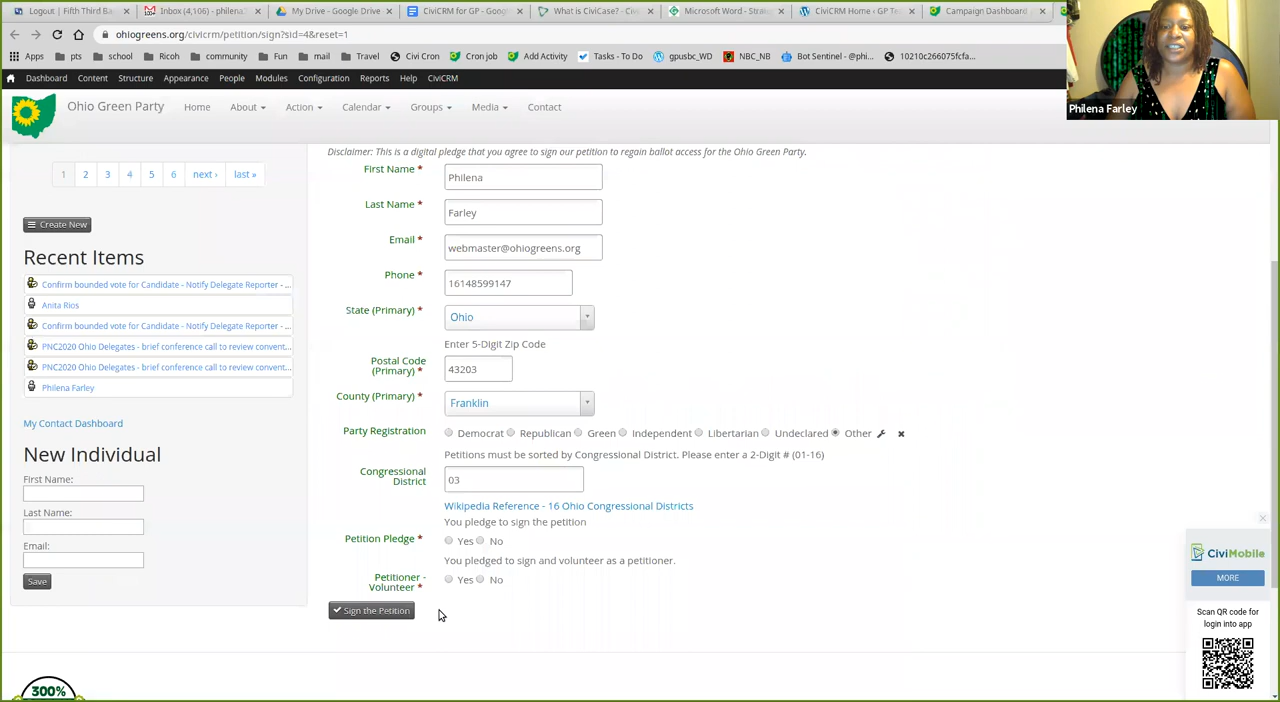 Logout | Fifth Third Ba
Inbox (4,106) - philena
My Drive - Google Drive
CiviCRM for GP - Goog
What is CiviCase? - Civ
Microsoft Word - Strate
CiviCRM Home ‹ GP Te
Campaign Dashboard
ohiogreens.org/civicrm/petition/sign?sid=4&reset=1
Apps pts school Ricoh community Fun mail Travel Civi Cron Cron job Add Activity Tasks - To Do gpusbc_WD NBC_NB Bot Sentinel - @phi... 10210c266075fcfa...
Dashboard Content Structure Appearance People Modules Configuration Reports Help CiviCRM
Philena Farley
Ohio Green Party Home About Action Calendar Groups Media Contact
Disclaimer: This is a digital pledge that you agree to sign our petition to regain ballot access for the Ohio Green Party.
1 2 3 4 5 6 next › last »
Create New
Recent Items
Confirm bounded vote for Candidate - Notify Delegate Reporter - ...
Anita Rios
Confirm bounded vote for Candidate - Notify Delegate Reporter - ...
PNC2020 Ohio Delegates - brief conference call to review convent...
PNC2020 Ohio Delegates - brief conference call to review convent...
Philena Farley
My Contact Dashboard
New Individual
First Name:
Last Name:
Email:
Save
First Name * Philena
Last Name * Farley
Email * webmaster@ohiogreens.org
Phone * 16148599147
State (Primary) * Ohio
Enter 5-Digit Zip Code
Postal Code (Primary) * 43203
County (Primary) * Franklin
Party Registration Democrat Republican Green Independent Libertarian Undeclared Other
Petitions must be sorted by Congressional District. Please enter a 2-Digit # (01-16)
Congressional District 03
Wikipedia Reference - 16 Ohio Congressional Districts
You pledge to sign the petition
Petition Pledge * Yes No
You pledged to sign and volunteer as a petitioner.
Petitioner - Volunteer * Yes No
Sign the Petition
CiviMobile
MORE
Scan QR code for
login into app
300%